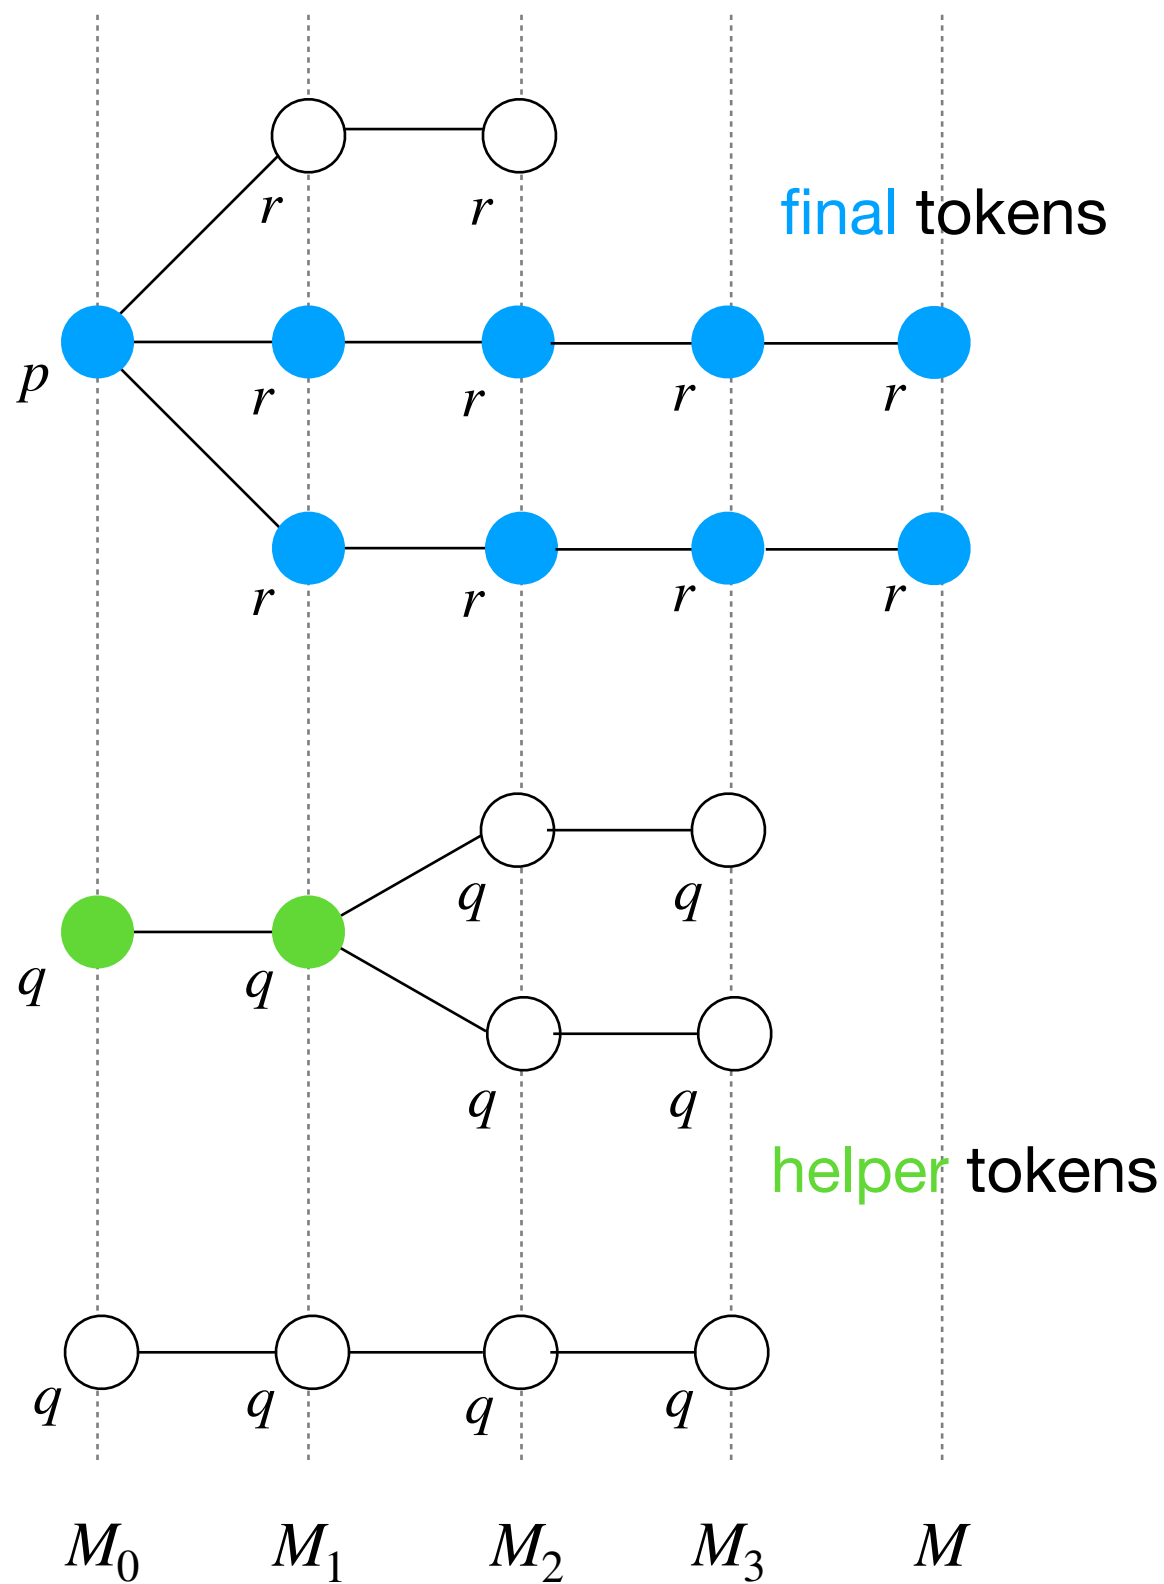 r r
final tokens
p
r r r r
r r r r
q q
q q
q q
helper tokens
q q q q
M0 M1 M2 M3 M